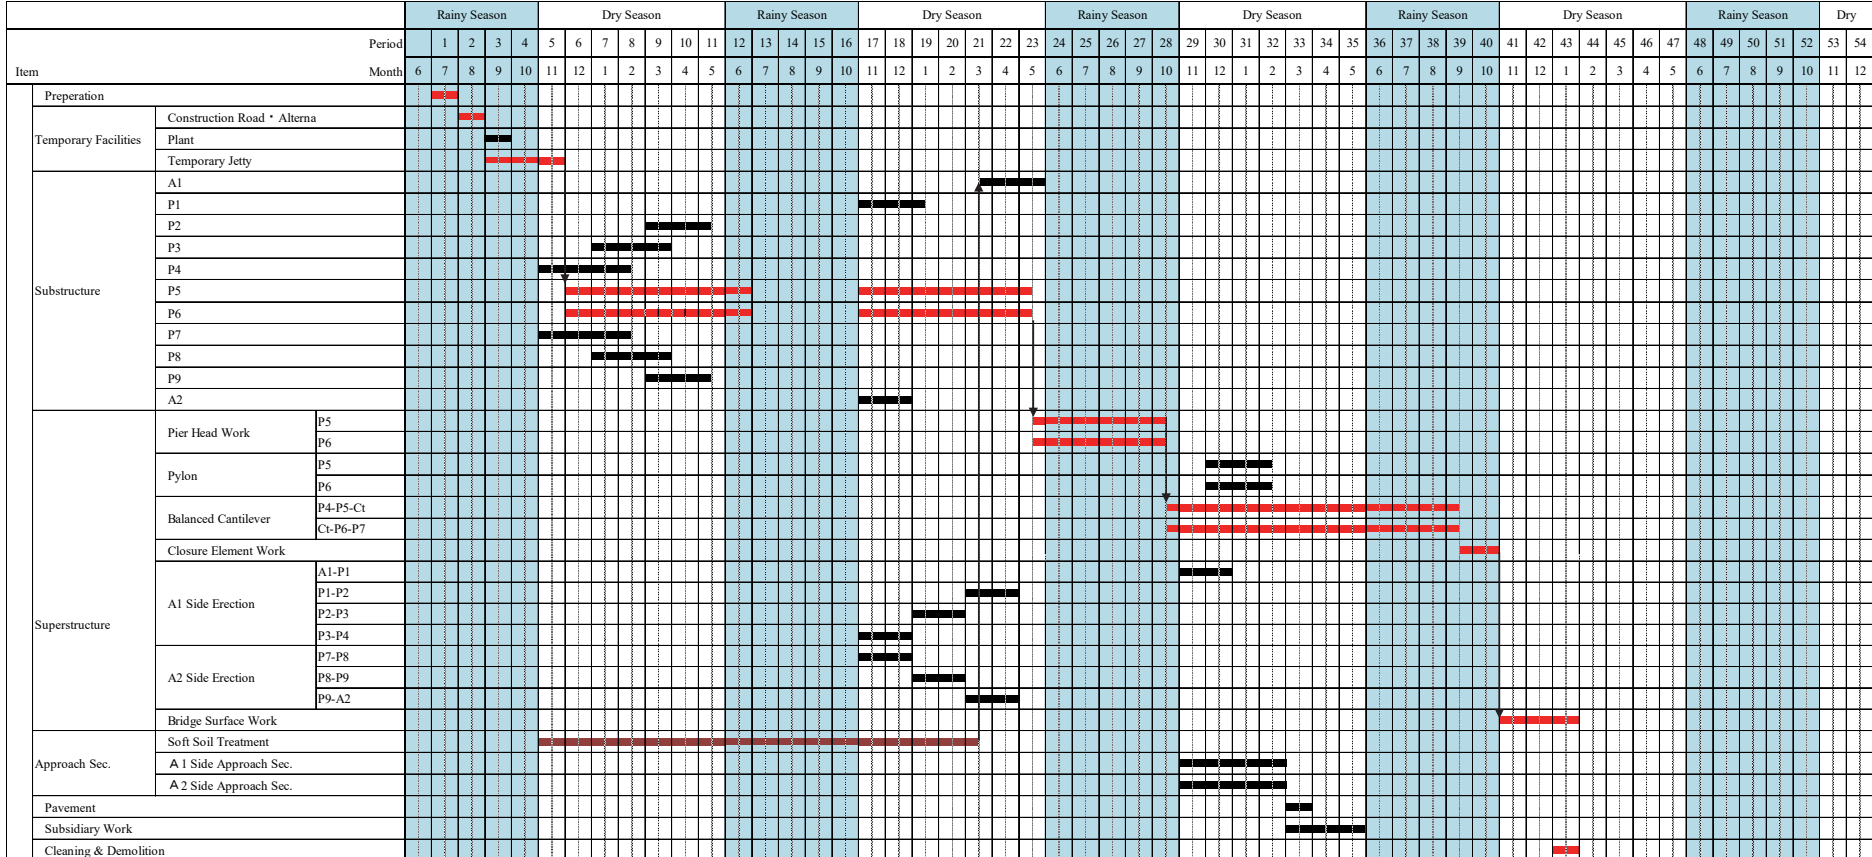 Rainy Season Dry Season Rainy Season Dry Season Rainy Season Dry Season Rainy Season Dry Season Rainy Season Dry
Period 1 2 3 4 5 6 7 8 9 10 11 12 13 14 15 16 17 18 19 20 21 22 23 24 25 26 27 28 29 30 31 32 33 34 35 36 37 38 39 40 41 42 43 44 45 46 47 48 49 50 51 52 53 54
Item Month 6 7 8 9 10 11 12 1 2 3 4 5 6 7 8 9 10 11 12 1 2 3 4 5 6 7 8 9 10 11 12 1 2 3 4 5 6 7 8 9 10 11 12 1 2 3 4 5 6 7 8 9 10 11 12
Preperation
Temporary Facilities
Construction Road・Alterna
Plant
Temporary Jetty
Substructure
A1
P1
P2
P3
P4
P5
P6
P7
P8
P9
A2
Superstructure
Pier Head Work
P5
P6
Pylon
P5
P6
Balanced Cantilever
P4-P5-Ct
Ct-P6-P7
Closure Element Work
A1 Side Erection
A1-P1
P1-P2
P2-P3
P3-P4
A2 Side Erection
P7-P8
P8-P9
P9-A2
Bridge Surface Work
Approach Sec.
Soft Soil Treatment
A1 Side Approach Sec.
A2 Side Approach Sec.
Pavement
Subsidiary Work
Cleaning & Demolition